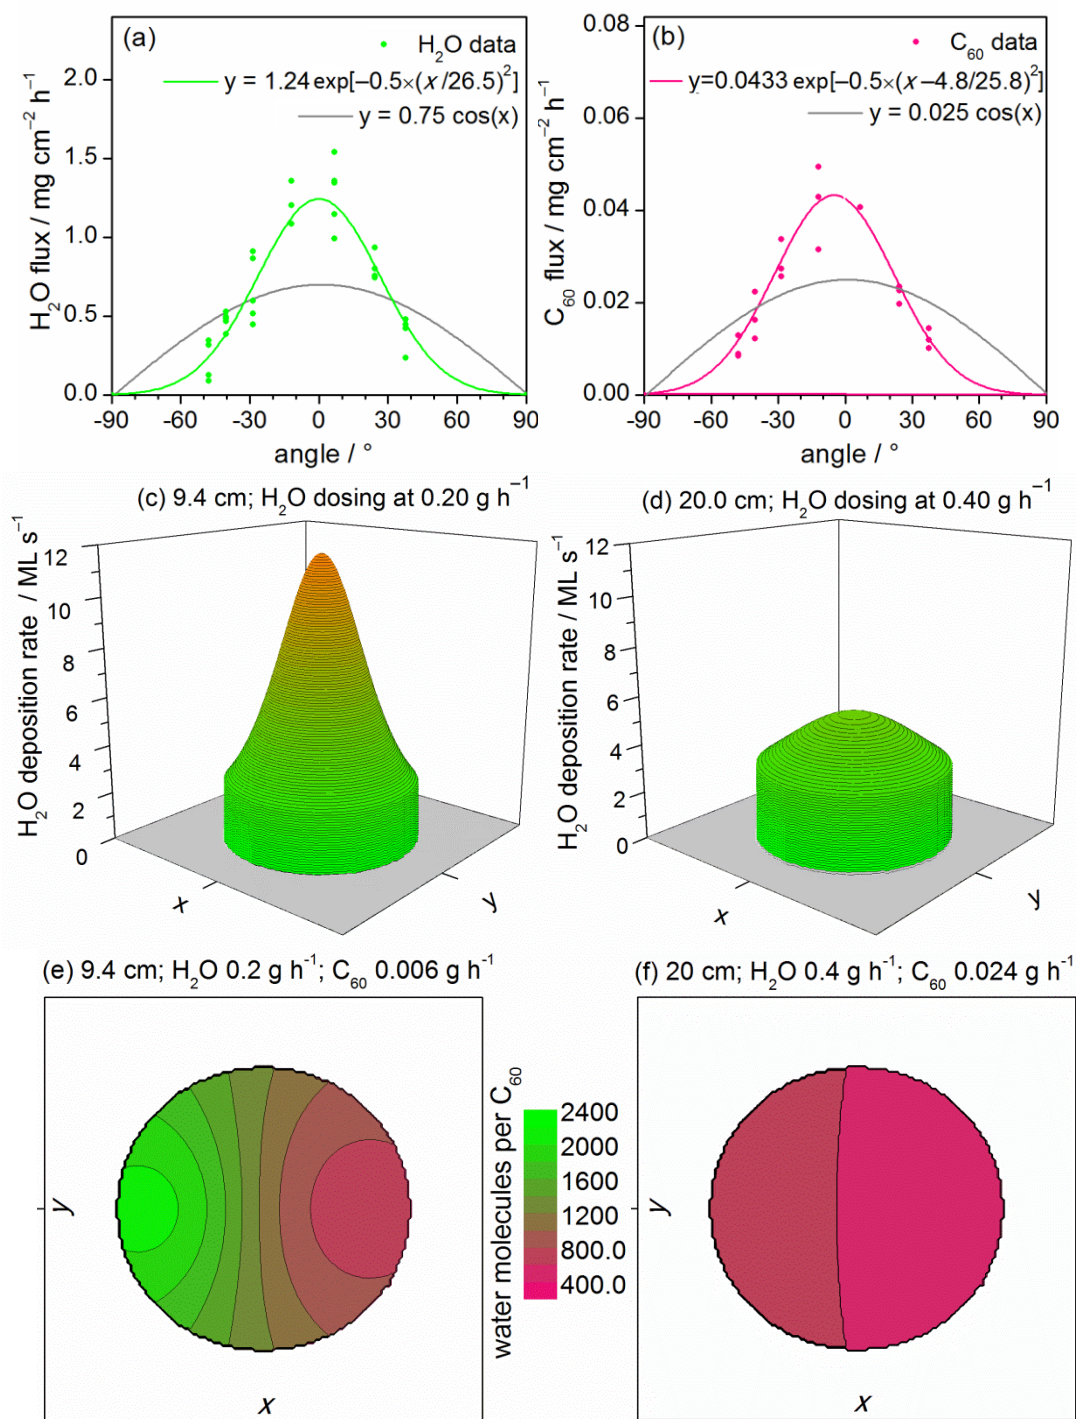 (a)
H₂O data
y = 1.24 exp[–0.5×(x/26.5)²]
y = 0.75 cos(x)
2.0
1.5
1.0
0.5
0.0
H₂O flux / mg cm⁻² h⁻¹
-90 -60 -30 0 30 60 90
angle / °
(b)
C₆₀ data
y=0.0433 exp[–0.5×(x–4.8/25.8)²]
y = 0.025 cos(x)
0.08
0.06
0.04
0.02
0.00
C₆₀ flux / mg cm⁻² h⁻¹
-90 -60 -30 0 30 60 90
angle / °
(c) 9.4 cm; H₂O dosing at 0.20 g h⁻¹
12
10
8
6
4
2
0
H₂O deposition rate / ML s⁻¹
x
y
(d) 20.0 cm; H₂O dosing at 0.40 g h⁻¹
12
10
8
6
4
2
0
H₂O deposition rate / ML s⁻¹
x
y
(e) 9.4 cm; H₂O 0.2 g h⁻¹; C₆₀ 0.006 g h⁻¹
y
x
water molecules per C₆₀
2400
2000
1600
1200
800.0
400.0
(f) 20 cm; H₂O 0.4 g h⁻¹; C₆₀ 0.024 g h⁻¹
y
x